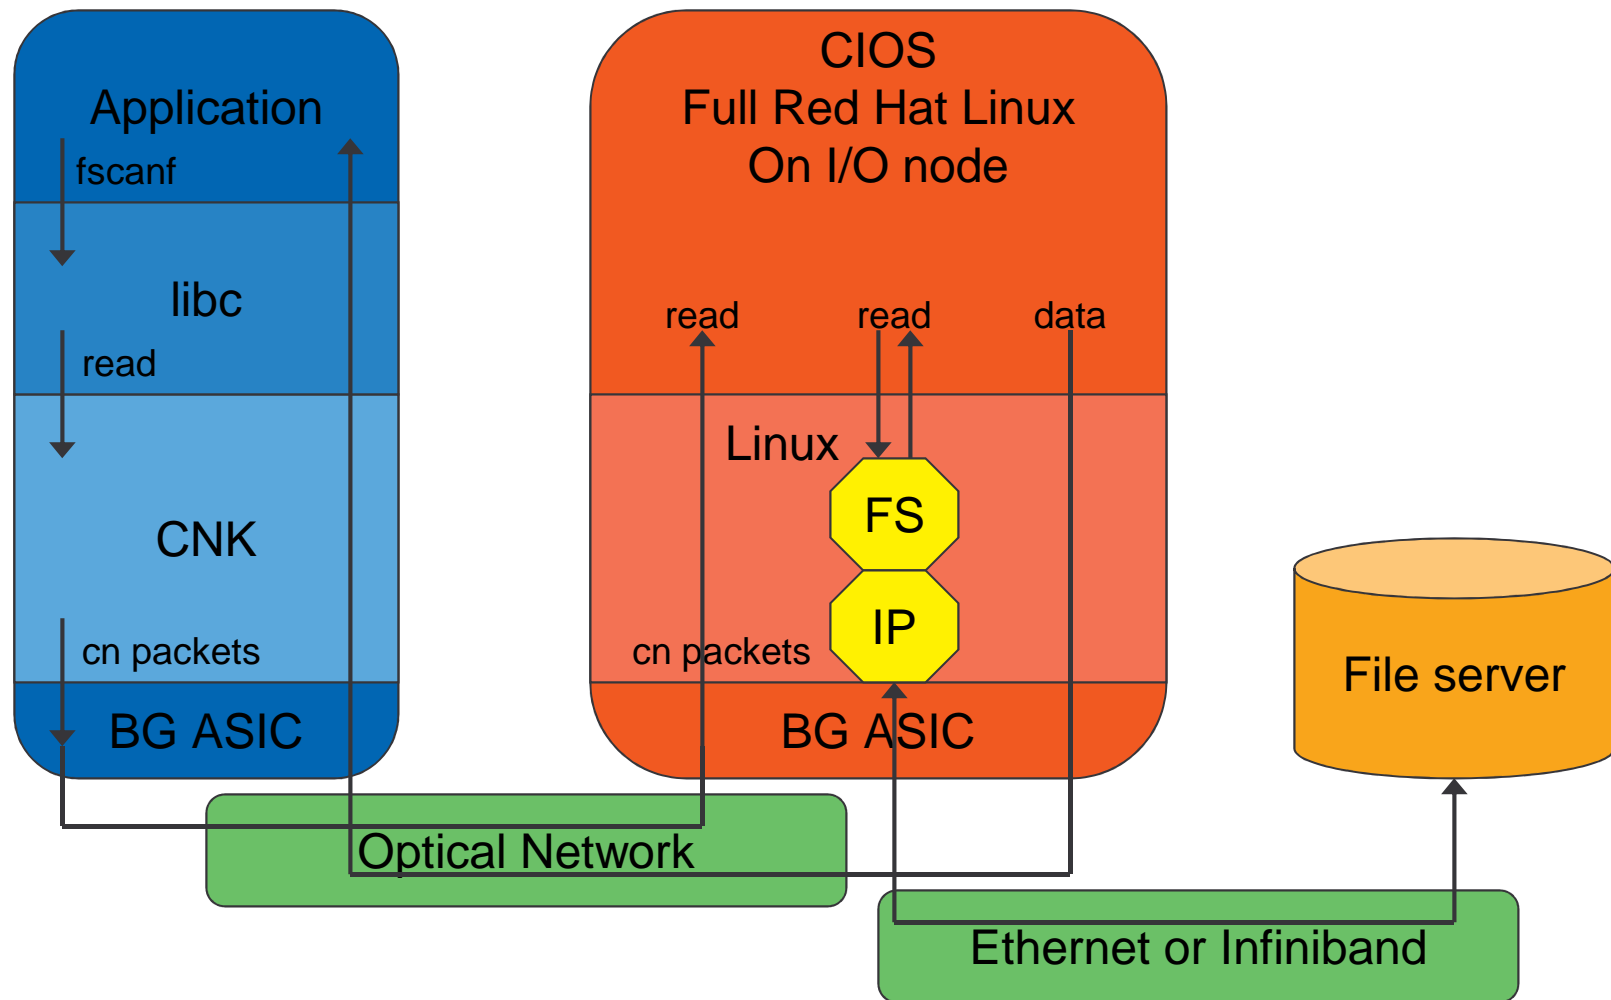 Application
fscanf
libc
read
CNK
cn packets
BG ASIC
CIOS
Full Red Hat Linux
On I/O node
read
read
data
Linux
FS
IP
cn packets
BG ASIC
File server
Optical Network
Ethernet or Infiniband